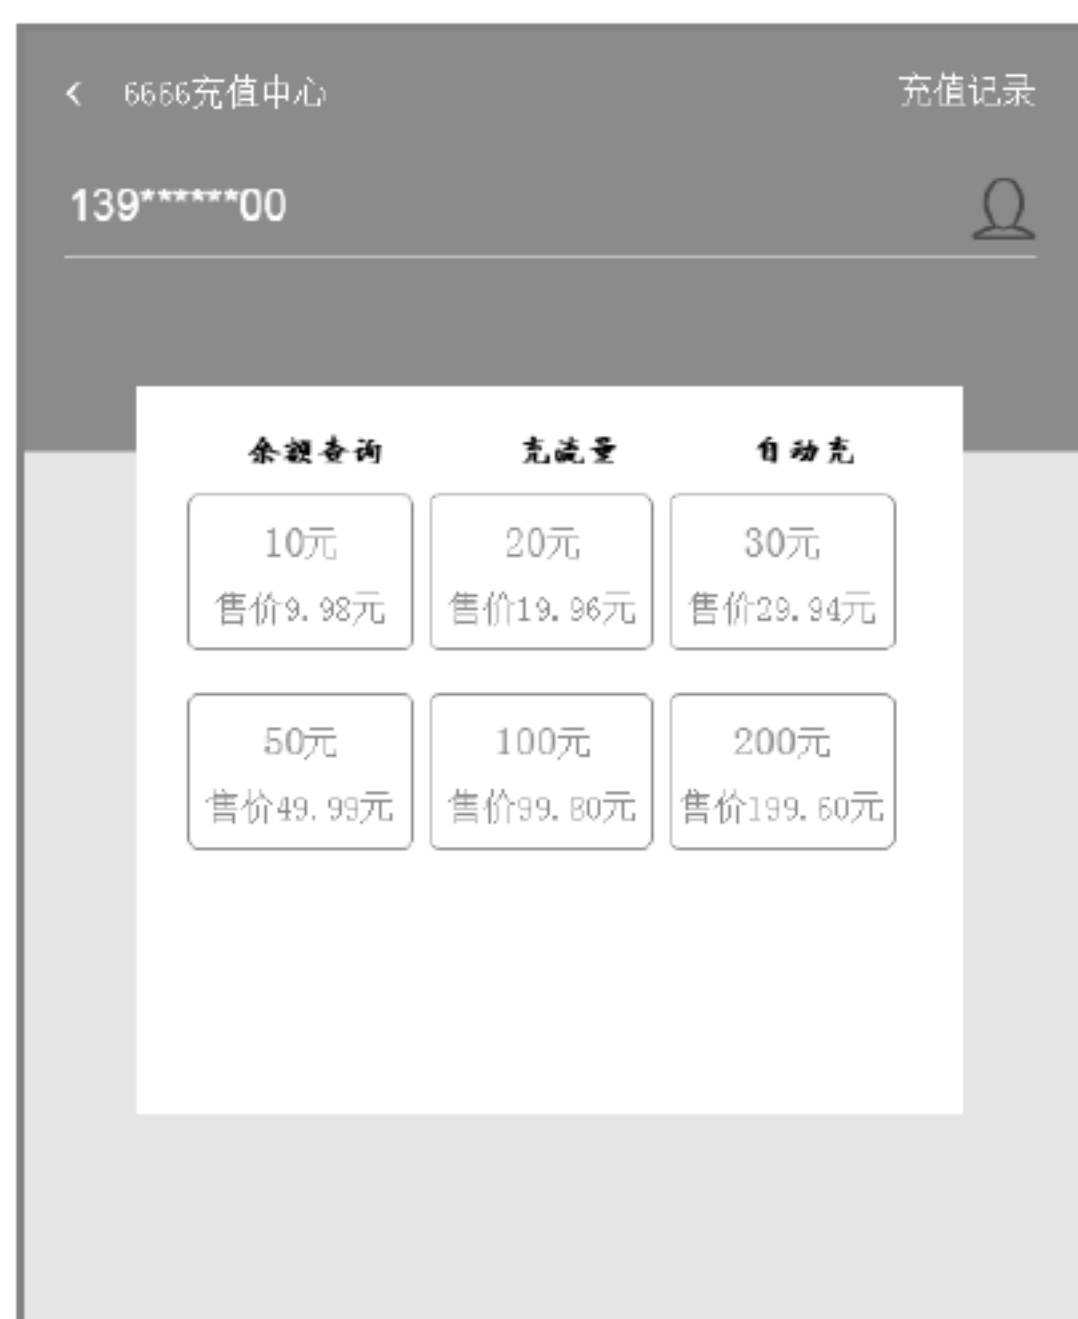 < 6666充值中心 充值记录
139******00
余额查询 充流量 自动充
10元 20元 30元
售价9.98元 售价19.96元 售价29.94元
50元 100元 200元
售价49.99元 售价99.80元 售价199.60元